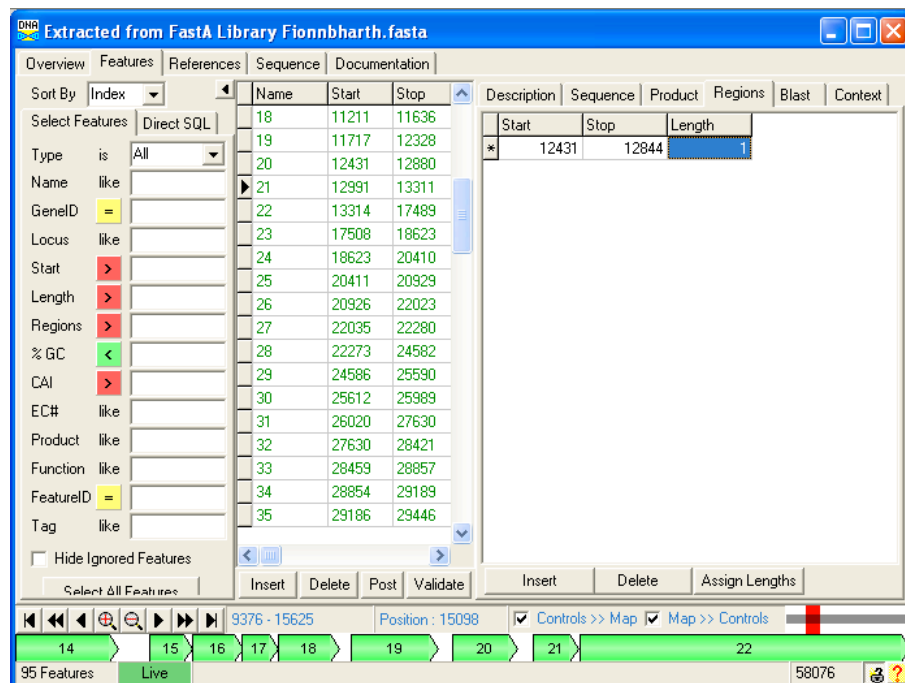 DNA Extracted from FastA Library Fionnbharth.fasta
Overview Features References Sequence Documentation
Sort By Index
Select Features Direct SQL
Type is All
Name like
GeneID =
Locus like
Start >
Length >
Regions >
% GC <
CAI >
EC# like
Product like
Function like
FeatureID =
Tag like
Hide Ignored Features
Select All Features
Name Start Stop
18 11211 11636
19 11717 12328
20 12431 12880
21 12991 13311
22 13314 17489
23 17508 18623
24 18623 20410
25 20411 20929
26 20926 22023
27 22035 22280
28 22273 24582
29 24586 25590
30 25612 25989
31 26020 27630
32 27630 28421
33 28459 28857
34 28854 29189
35 29186 29446
Insert Delete Post Validate
Description Sequence Product Regions Blast Context
Start Stop Length
* 12431 12844 1
Insert Delete Assign Lengths
9376 - 15625 Position : 15098 Controls >> Map Map >> Controls
14 15 16 17 18 19 20 21 22
95 Features Live 58076 ?